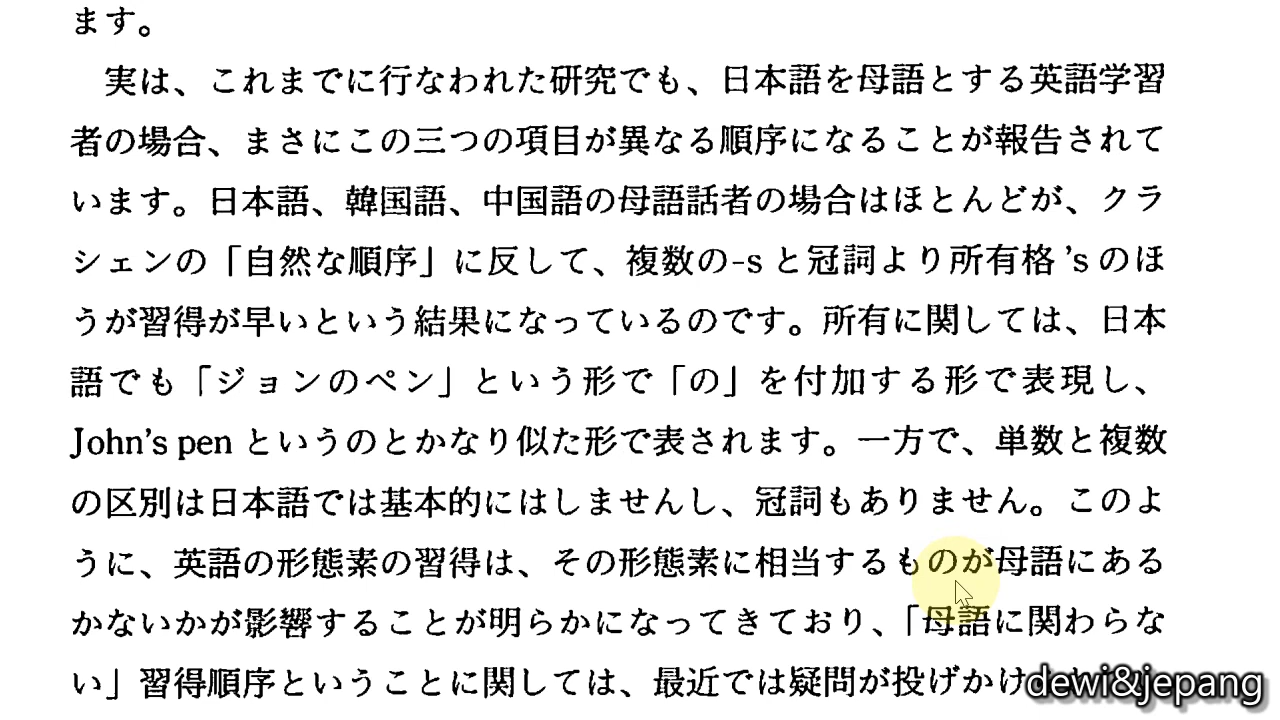 ます。
実は、これまでに行なわれた研究でも、日本語を母語とする英語学習
者の場合、まさにこの三つの項目が異なる順序になることが報告されて
います。日本語、韓国語、中国語の母語話者の場合はほとんどが、クラ
シェンの「自然な順序」に反して、複数の-sと冠詞より所有格 'sのほ
うが習得が早いという結果になっているのです。所有に関しては、日本
語でも「ジョンのペン」という形で「の」を付加する形で表現し、
John's penというのとかなり似た形で表されます。一方で、単数と複数
の区別は日本語では基本的にはしませんし、冠詞もありません。このよ
うに、英語の形態素の習得は、その形態素に相当するものが母語にある
かないかが影響することが明らかになってきており、「母語に関わらな
い」習得順序ということに関しては、最近では疑問が投げかけ
dewi&jepang